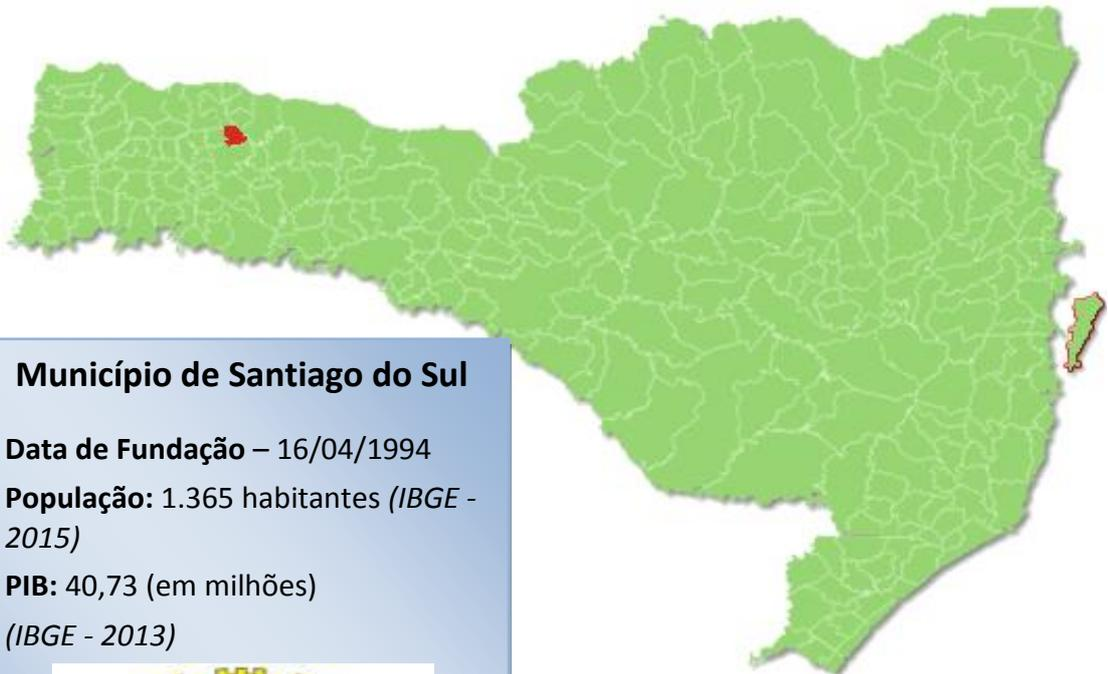 Município de Santiago do Sul
Data de Fundação – 16/04/1994
População: 1.365 habitantes (IBGE -
2015)
PIB: 40,73 (em milhões)
(IBGE - 2013)